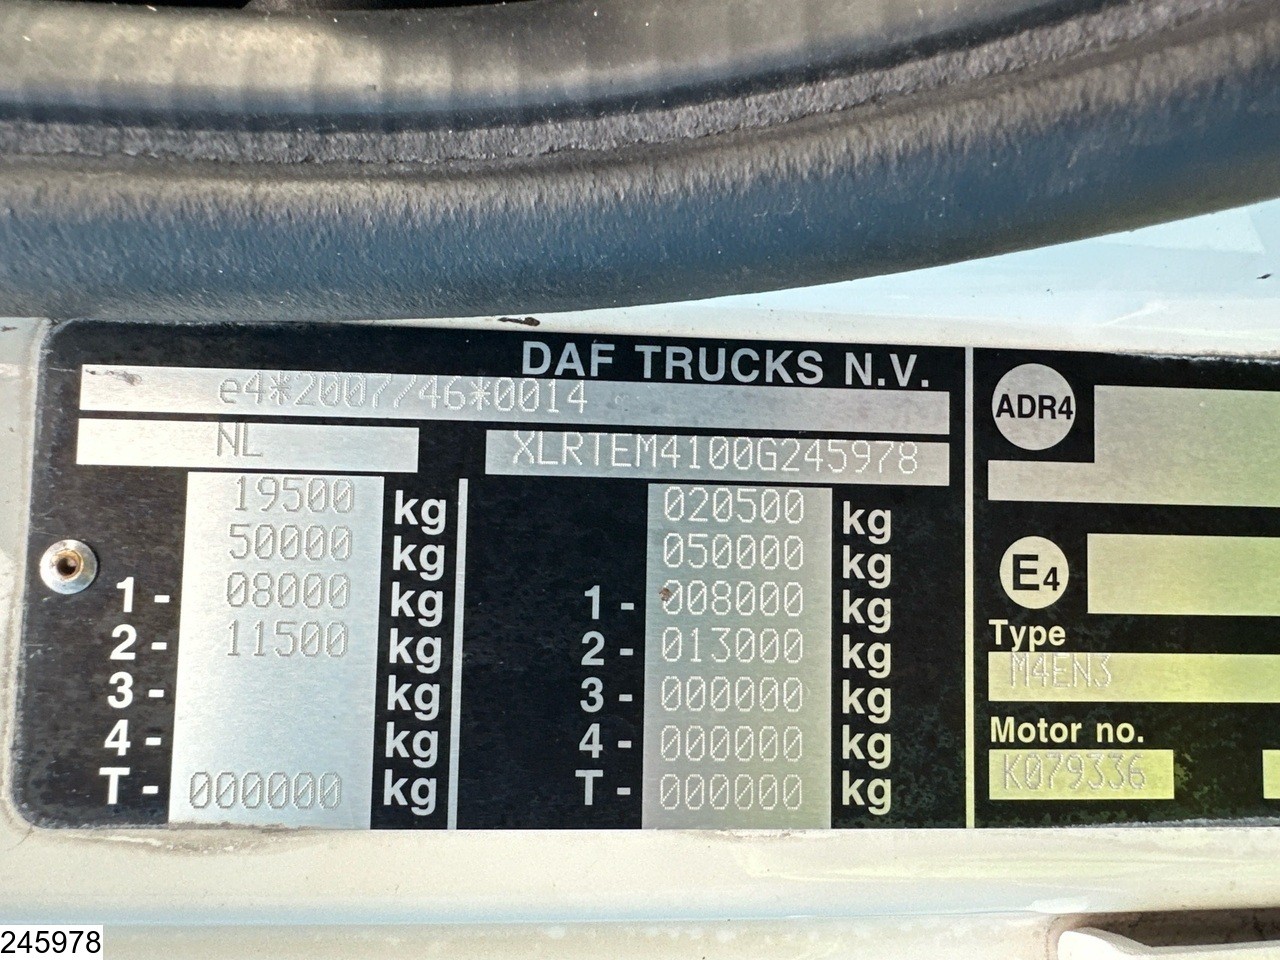 DAF TRUCKS N.V.
e4*2007/46*0014
NL XLRTEM4100G245978
19500 kg 020500 kg
50000 kg 050000 kg
1 - 08000 kg 1 - 008000 kg
2 - 11500 kg 2 - 013000 kg
3 - kg 3 - 000000 kg
4 - kg 4 - 000000 kg
T - 000000 kg T - 000000 kg
ADR4
E4
Type
M4EN3
Motor no.
K079336
245978